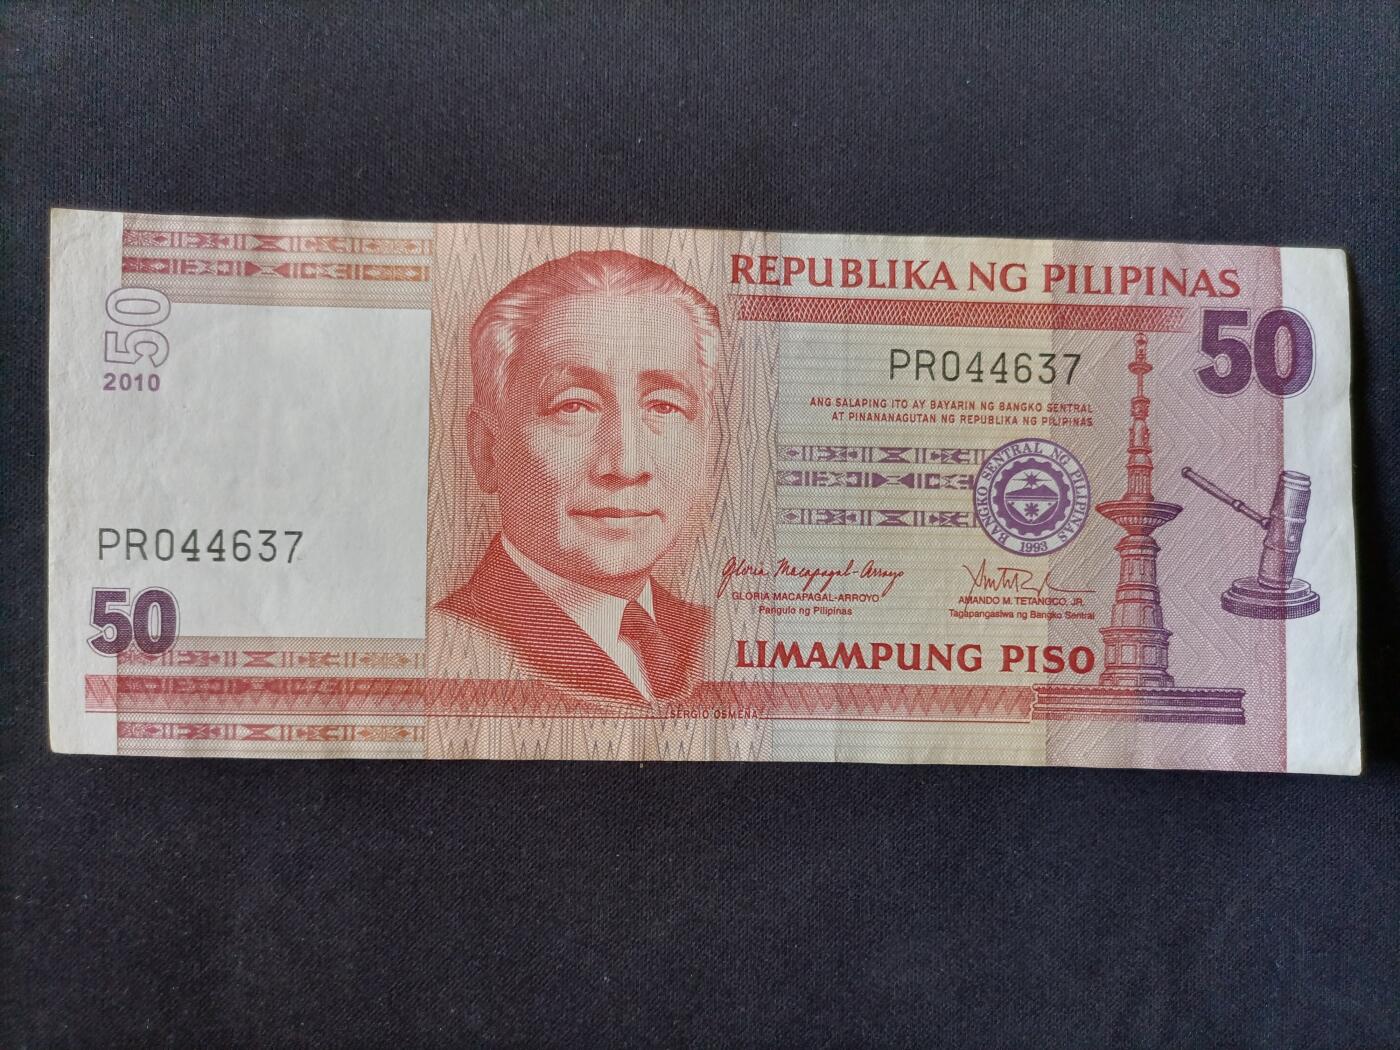 50
2010
PR044637
50
REPUBLIKA NG PILIPINAS
50
PR044637
ANG SALAPING ITO AY BAYARIN NG BANGKO SENTRAL
AT PINANANAGUTAN NG REPUBLIKA NG PILIPINAS
BANGKO SENTRAL NG PILIPINAS
1993
Gloria Macapagal-Arroyo
GLORIA MACAPAGAL-ARROYO
Pangulo ng Pilipinas
AMANDO M. TETANGCO, JR.
Tagapangasiwa ng Bangko Sentral
LIMAMPUNG PISO
SERGIO OSMEÑA